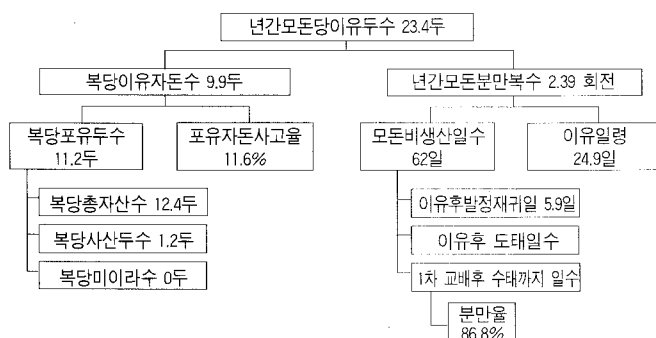 년간모돈당이유두수 23.4두
복당이유자돈수 9.9두
년간모돈분만복수 2.39 회전
복당포유두수
11.2두
포유자돈사고율
11.6%
모돈비생산일수
62일
이유일령
24.9일
복당총자산수 12.4두
복당사산두수 1.2두
복당미이라수 0두
이유후발정재귀일 5.9일
이유후 도태일수
1차 교배후 수태까지 일수
분만율
86.8%